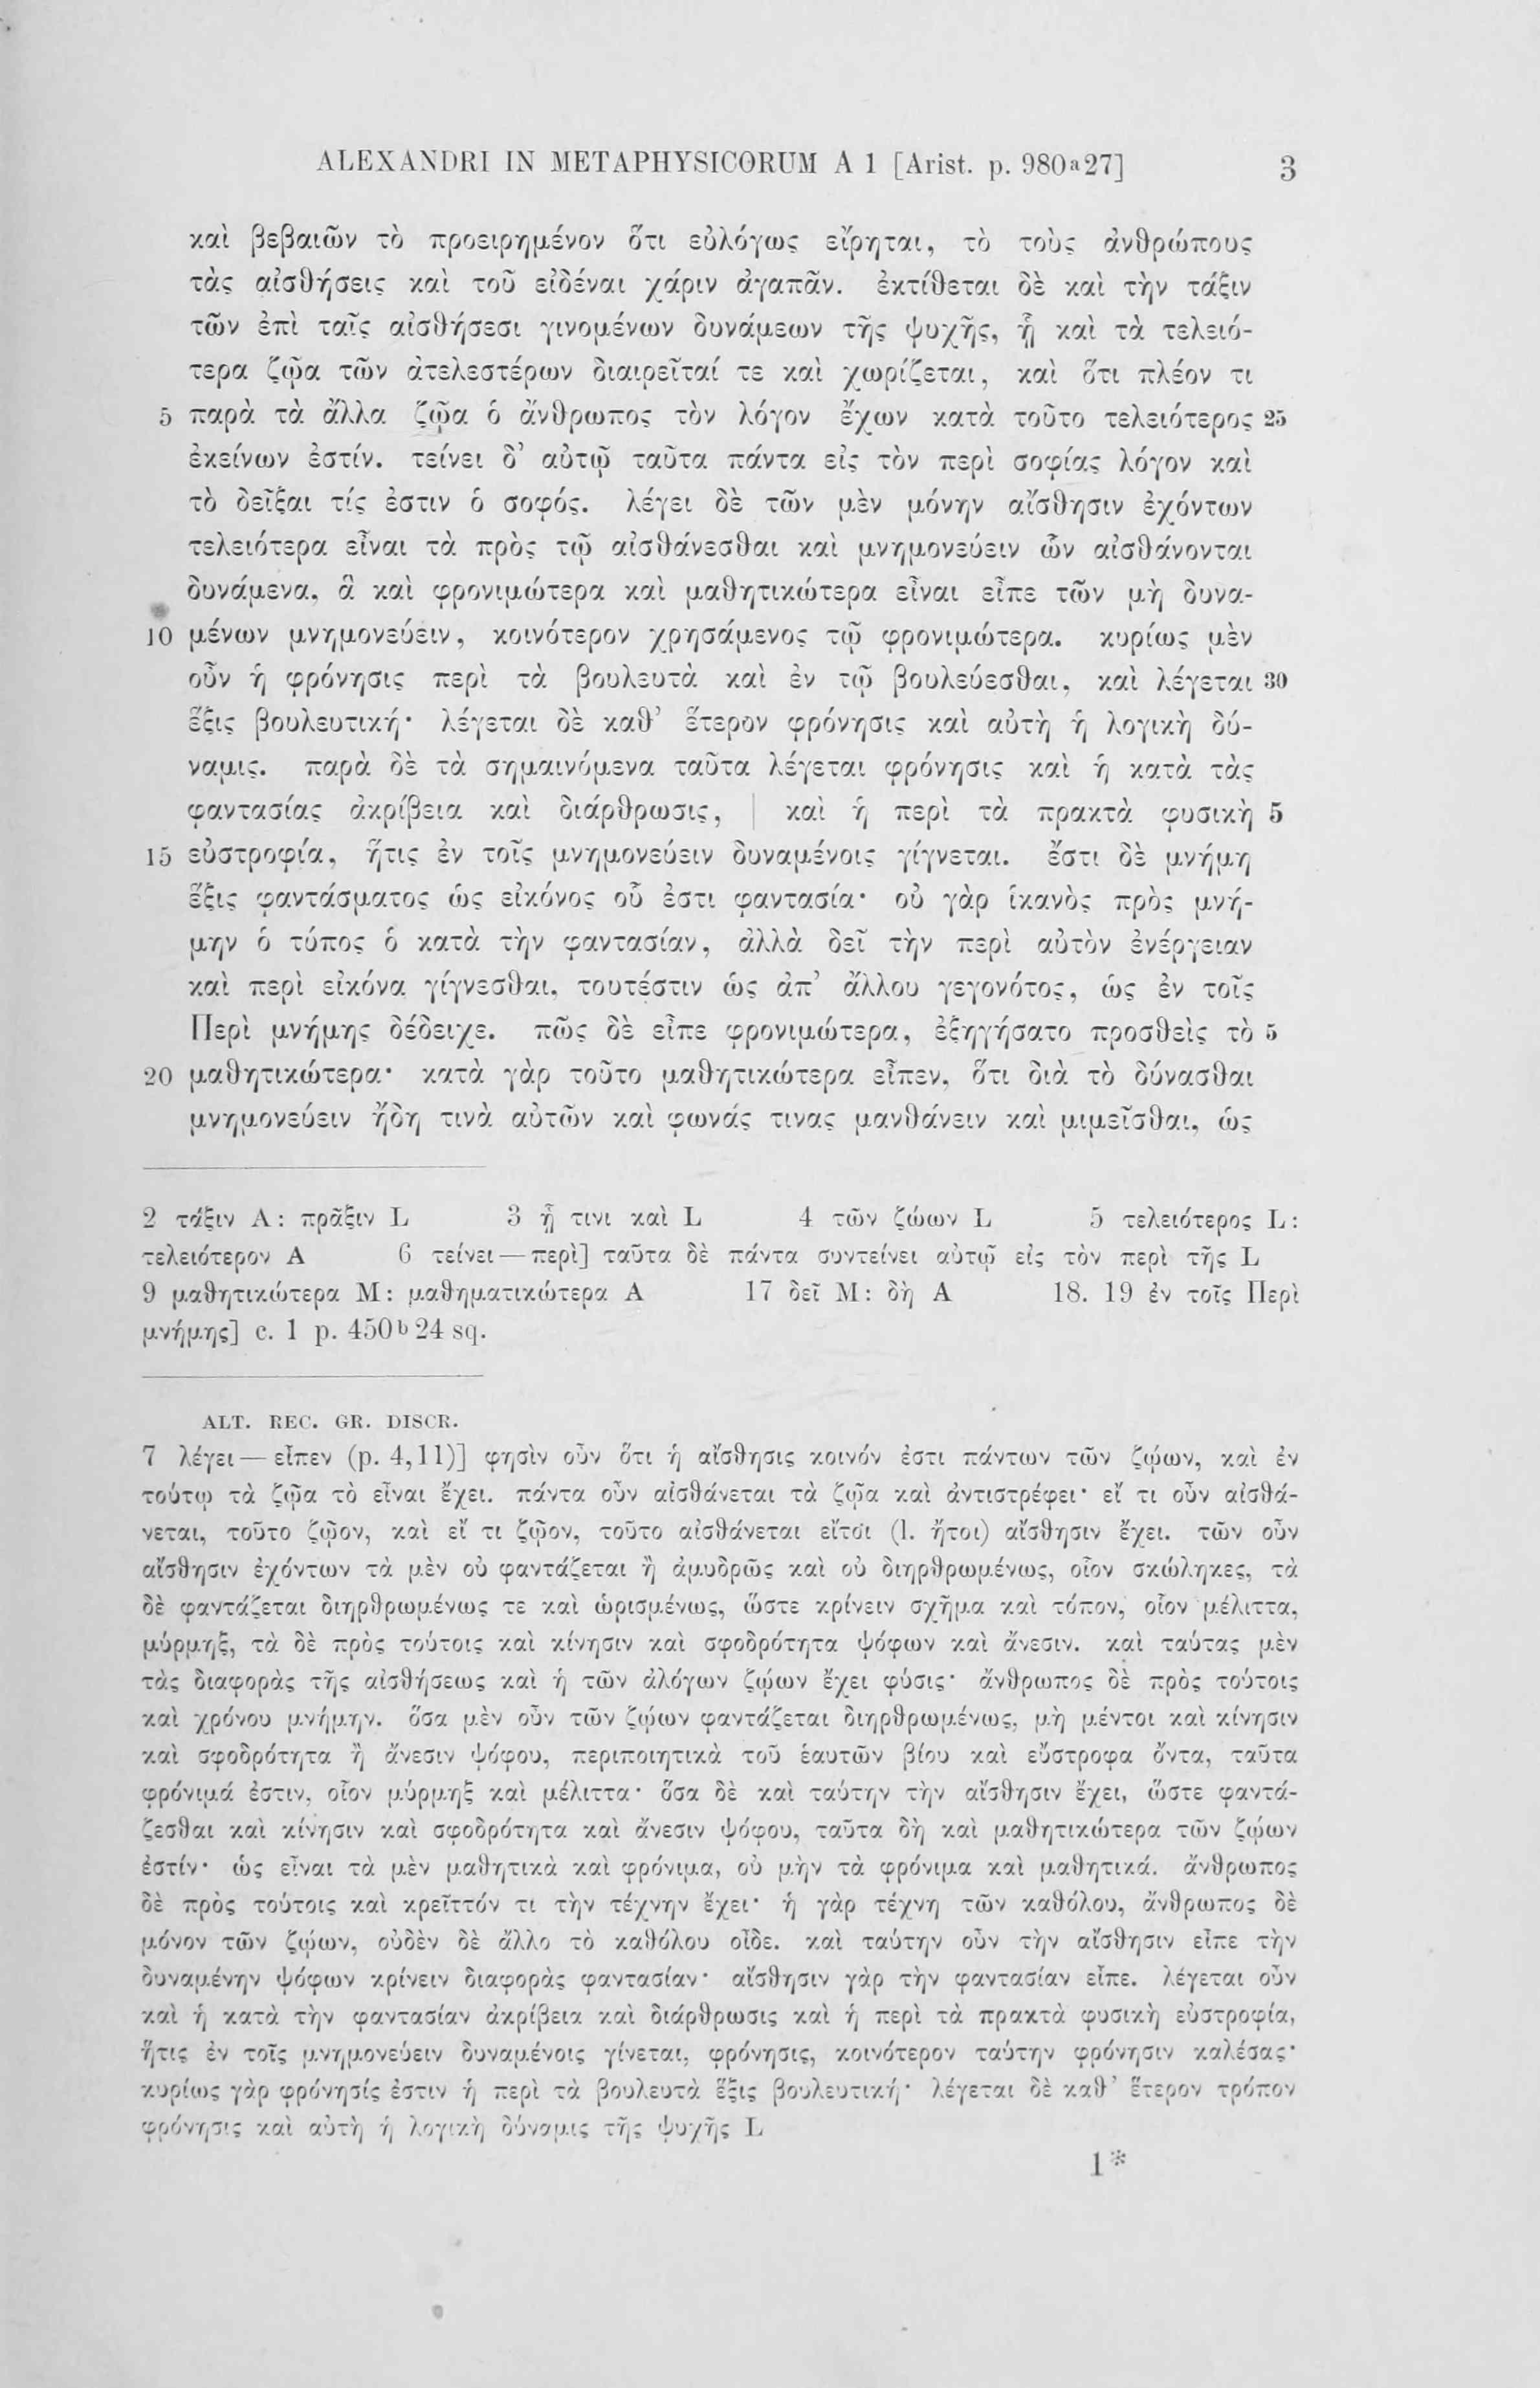 ALEXANDRI IN METAPHYSICORUM A 1 [Arist. p. 980a27] 3
καὶ βεβαιῶν τὸ προειρημένον ὅτι εὐλόγως εἴρηται, τὸ τοὺς ἀνθρώπους
τὰς αἰσθήσεις καὶ τοῦ εἰδέναι χάριν ἀγαπᾶν. ἐκτίθεται δὲ καὶ τὴν τάξιν
τῶν ἐπὶ ταῖς αἰσθήσεσι γινομένων δυνάμεων τῆς ψυχῆς, ᾗ καὶ τὰ τελειό-
τερα ζῷα τῶν ἀτελεστέρων διαιρεῖταί τε καὶ χωρίζεται, καὶ ὅτι πλέον τι
5 παρὰ τὰ ἄλλα ζῷα ὁ ἄνθρωπος τὸν λόγον ἔχων κατὰ τοῦτο τελειότερος 25
ἐκείνων ἐστίν. τείνει δ’ αὐτῷ ταῦτα πάντα εἰς τὸν περὶ σοφίας λόγον καὶ
τὸ δεῖξαι τίς ἐστιν ὁ σοφός. λέγει δὲ τῶν μὲν μόνην αἴσθησιν ἐχόντων
τελειότερα εἶναι τὰ πρὸς τῷ αἰσθάνεσθαι καὶ μνημονεύειν ὧν αἰσθάνονται
δυνάμενα, ἃ καὶ φρονιμώτερα καὶ μαθητικώτερα εἶναι εἶπε τῶν μὴ δυνα-
10 μένων μνημονεύειν, κοινότερον χρησάμενος τῷ φρονιμώτερα. κυρίως μὲν
οὖν ἡ φρόνησις περὶ τὰ βουλευτὰ καὶ ἐν τῷ βουλεύεσθαι, καὶ λέγεται 30
ἕξις βουλευτική· λέγεται δὲ καθ’ ἕτερον φρόνησις καὶ αὐτὴ ἡ λογικὴ δύ-
ναμις. παρὰ δὲ τὰ σημαινόμενα ταῦτα λέγεται φρόνησις καὶ ἡ κατὰ τὰς
φαντασίας ἀκρίβεια καὶ διάρθρωσις, | καὶ ἡ περὶ τὰ πρακτὰ φυσικὴ 5
15 εὐστροφία, ἥτις ἐν τοῖς μνημονεύειν δυναμένοις γίγνεται. ἔστι δὲ μνήμη
ἕξις φαντάσματος ὡς εἰκόνος οὗ ἐστι φαντασία· οὐ γὰρ ἱκανὸς πρὸς μνή-
μην ὁ τύπος ὁ κατὰ τὴν φαντασίαν, ἀλλὰ δεῖ τὴν περὶ αὐτὸν ἐνέργειαν
καὶ περὶ εἰκόνα γίγνεσθαι, τουτέστιν ὡς ἀπ’ ἄλλου γεγονότος, ὡς ἐν τοῖς
Περὶ μνήμης δέδειχε. πῶς δὲ εἶπε φρονιμώτερα, ἐξηγήσατο προσθεὶς τὸ 5
20 μαθητικώτερα· κατὰ γὰρ τοῦτο μαθητικώτερα εἶπεν, ὅτι διὰ τὸ δύνασθαι
μνημονεύειν ἤδη τινὰ αὐτῶν καὶ φωνάς τινας μανθάνειν καὶ μιμεῖσθαι, ὡς
2 τάξιν A: πρᾶξιν L 3 ᾗ τινι καὶ L 4 τῶν ζώων L 5 τελειότερος L:
τελειότερον A 6 τείνει — περὶ] ταῦτα δὲ πάντα συντείνει αὐτῷ εἰς τὸν περὶ τῆς L
9 μαθητικώτερα M: μαθηματικώτερα A 17 δεῖ M: δὴ A 18. 19 ἐν τοῖς Περὶ
μνήμης] c. 1 p. 450b24 sq.
ALT. REC. GR. DISCR.
7 λέγει — εἶπεν (p. 4,11)] φησὶν οὖν ὅτι ἡ αἴσθησις κοινόν ἐστι πάντων τῶν ζῴων, καὶ ἐν
τούτῳ τὰ ζῷα τὸ εἶναι ἔχει. πάντα οὖν αἰσθάνεται τὰ ζῷα καὶ ἀντιστρέφει· εἴ τι οὖν αἰσθά-
νεται, τοῦτο ζῷον, καὶ εἴ τι ζῷον, τοῦτο αἰσθάνεται εἴτοι (l. ἤτοι) αἴσθησιν ἔχει. τῶν οὖν
αἴσθησιν ἐχόντων τὰ μὲν οὐ φαντάζεται ἢ ἀμυδρῶς καὶ οὐ διηρθρωμένως, οἷον σκώληκες, τὰ
δὲ φαντάζεται διηρθρωμένως τε καὶ ὡρισμένως, ὥστε κρίνειν σχῆμα καὶ τόπον, οἷον μέλιττα,
μύρμηξ, τὰ δὲ πρὸς τούτοις καὶ κίνησιν καὶ σφοδρότητα ψόφων καὶ ἄνεσιν. καὶ ταύτας μὲν
τὰς διαφορὰς τῆς αἰσθήσεως καὶ ἡ τῶν ἀλόγων ζῴων ἔχει φύσις· ἄνθρωπος δὲ πρὸς τούτοις
καὶ χρόνου μνήμην. ὅσα μὲν οὖν τῶν ζῴων φαντάζεται διηρθρωμένως, μὴ μέντοι καὶ κίνησιν
καὶ σφοδρότητα ἢ ἄνεσιν ψόφου, περιποιητικὰ τοῦ ἑαυτῶν βίου καὶ εὔστροφα ὄντα, ταῦτα
φρόνιμά ἐστιν, οἷον μύρμηξ καὶ μέλιττα· ὅσα δὲ καὶ ταύτην τὴν αἴσθησιν ἔχει, ὥστε φαντά-
ζεσθαι καὶ κίνησιν καὶ σφοδρότητα καὶ ἄνεσιν ψόφου, ταῦτα δὴ καὶ μαθητικώτερα τῶν ζῴων
ἐστίν· ὡς εἶναι τὰ μὲν μαθητικὰ καὶ φρόνιμα, οὐ μὴν τὰ φρόνιμα καὶ μαθητικά. ἄνθρωπος
δὲ πρὸς τούτοις καὶ κρεῖττόν τι τὴν τέχνην ἔχει· ἡ γὰρ τέχνη τῶν καθόλου, ἄνθρωπος δὲ
μόνον τῶν ζῴων, οὐδὲν δὲ ἄλλο τὸ καθόλου οἶδε. καὶ ταύτην οὖν τὴν αἴσθησιν εἶπε τὴν
δυναμένην ψόφων κρίνειν διαφορὰς φαντασίαν· αἴσθησιν γὰρ τὴν φαντασίαν εἶπε. λέγεται οὖν
καὶ ἡ κατὰ τὴν φαντασίαν ἀκρίβεια καὶ διάρθρωσις καὶ ἡ περὶ τὰ πρακτὰ φυσικὴ εὐστροφία,
ἥτις ἐν τοῖς μνημονεύειν δυναμένοις γίνεται, φρόνησις, κοινότερον ταύτην φρόνησιν καλέσας·
κυρίως γὰρ φρόνησίς ἐστιν ἡ περὶ τὰ βουλευτὰ ἕξις βουλευτική· λέγεται δὲ καθ’ ἕτερον τρόπον
φρόνησις καὶ αὐτὴ ἡ λογικὴ δύναμις τῆς ψυχῆς L
1*